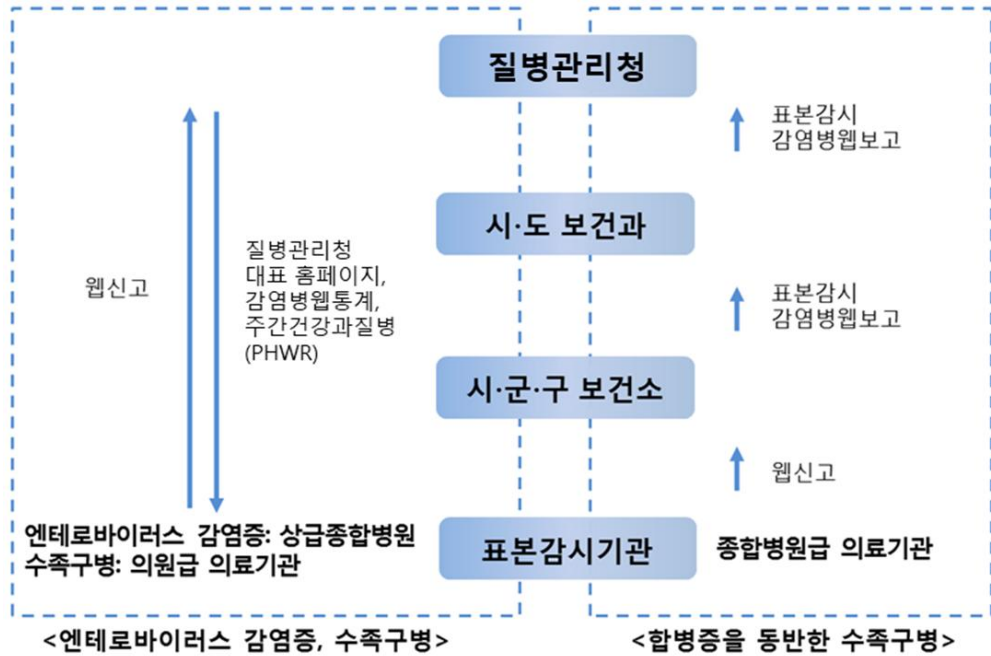 질병관리청
표본감시
감염병웹보고
시·도 보건과
웹신고
질병관리청
대표 홈페이지,
감염병웹통계,
주간건강과질병
(PHWR)
표본감시
감염병웹보고
시·군·구 보건소
웹신고
엔테로바이러스 감염증: 상급종합병원
수족구병: 의원급 의료기관
표본감시기관
종합병원급 의료기관
<엔테로바이러스 감염증, 수족구병>
<합병증을 동반한 수족구병>